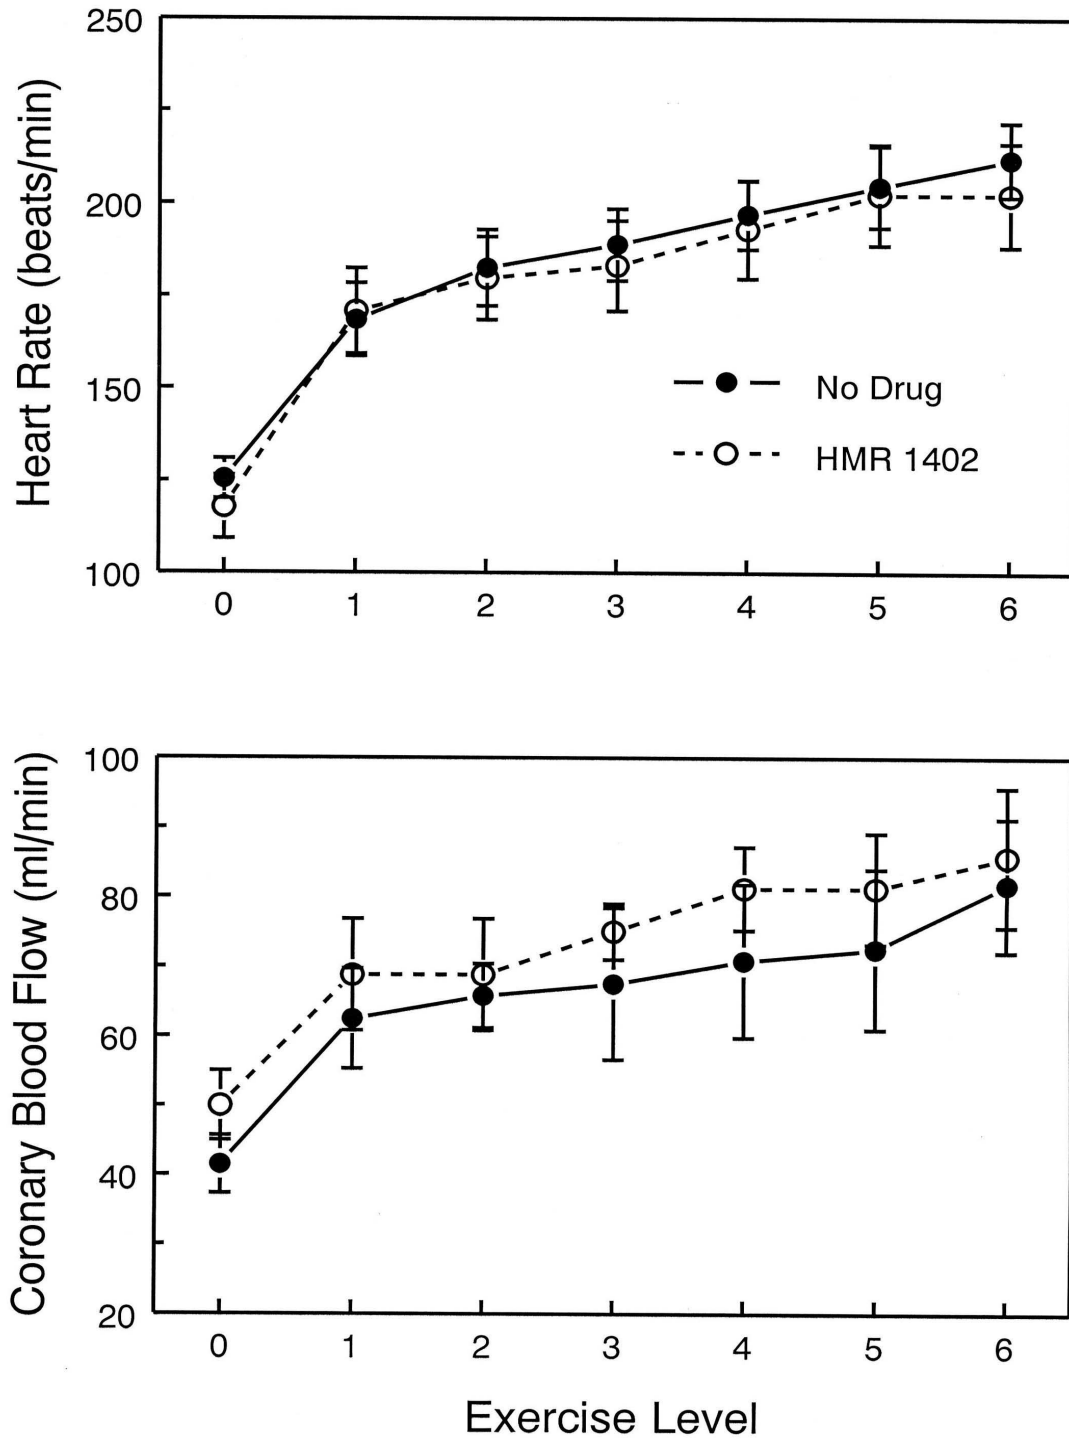 Heart Rate (beats/min)
250
200
150
100
No Drug
HMR 1402
0 1 2 3 4 5 6
Coronary Blood Flow (ml/min)
100
80
60
40
20
0 1 2 3 4 5 6
Exercise Level